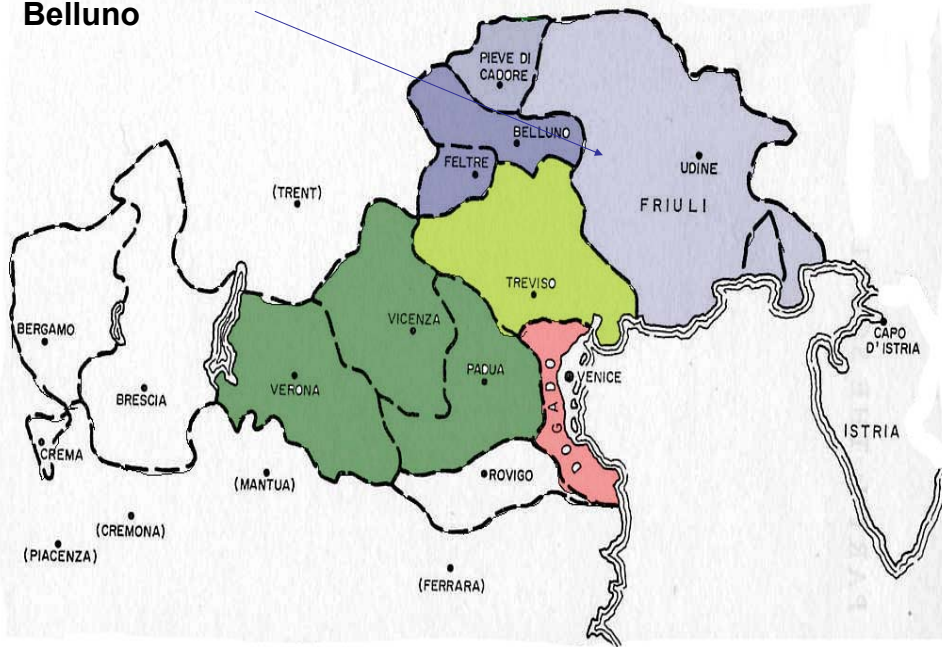 Belluno
PIEVE DI
CADORE
BELLUNO
FELTRE
UDINE
(TRENT)
FRIULI
TREVISO
BERGAMO
VICENZA
CAPO
D'ISTRIA
VERONA
PADUA
VENICE
BRESCIA
DOGADO
ISTRIA
CREMA
(MANTUA)
ROVIGO
(CREMONA)
(PIACENZA)
(FERRARA)